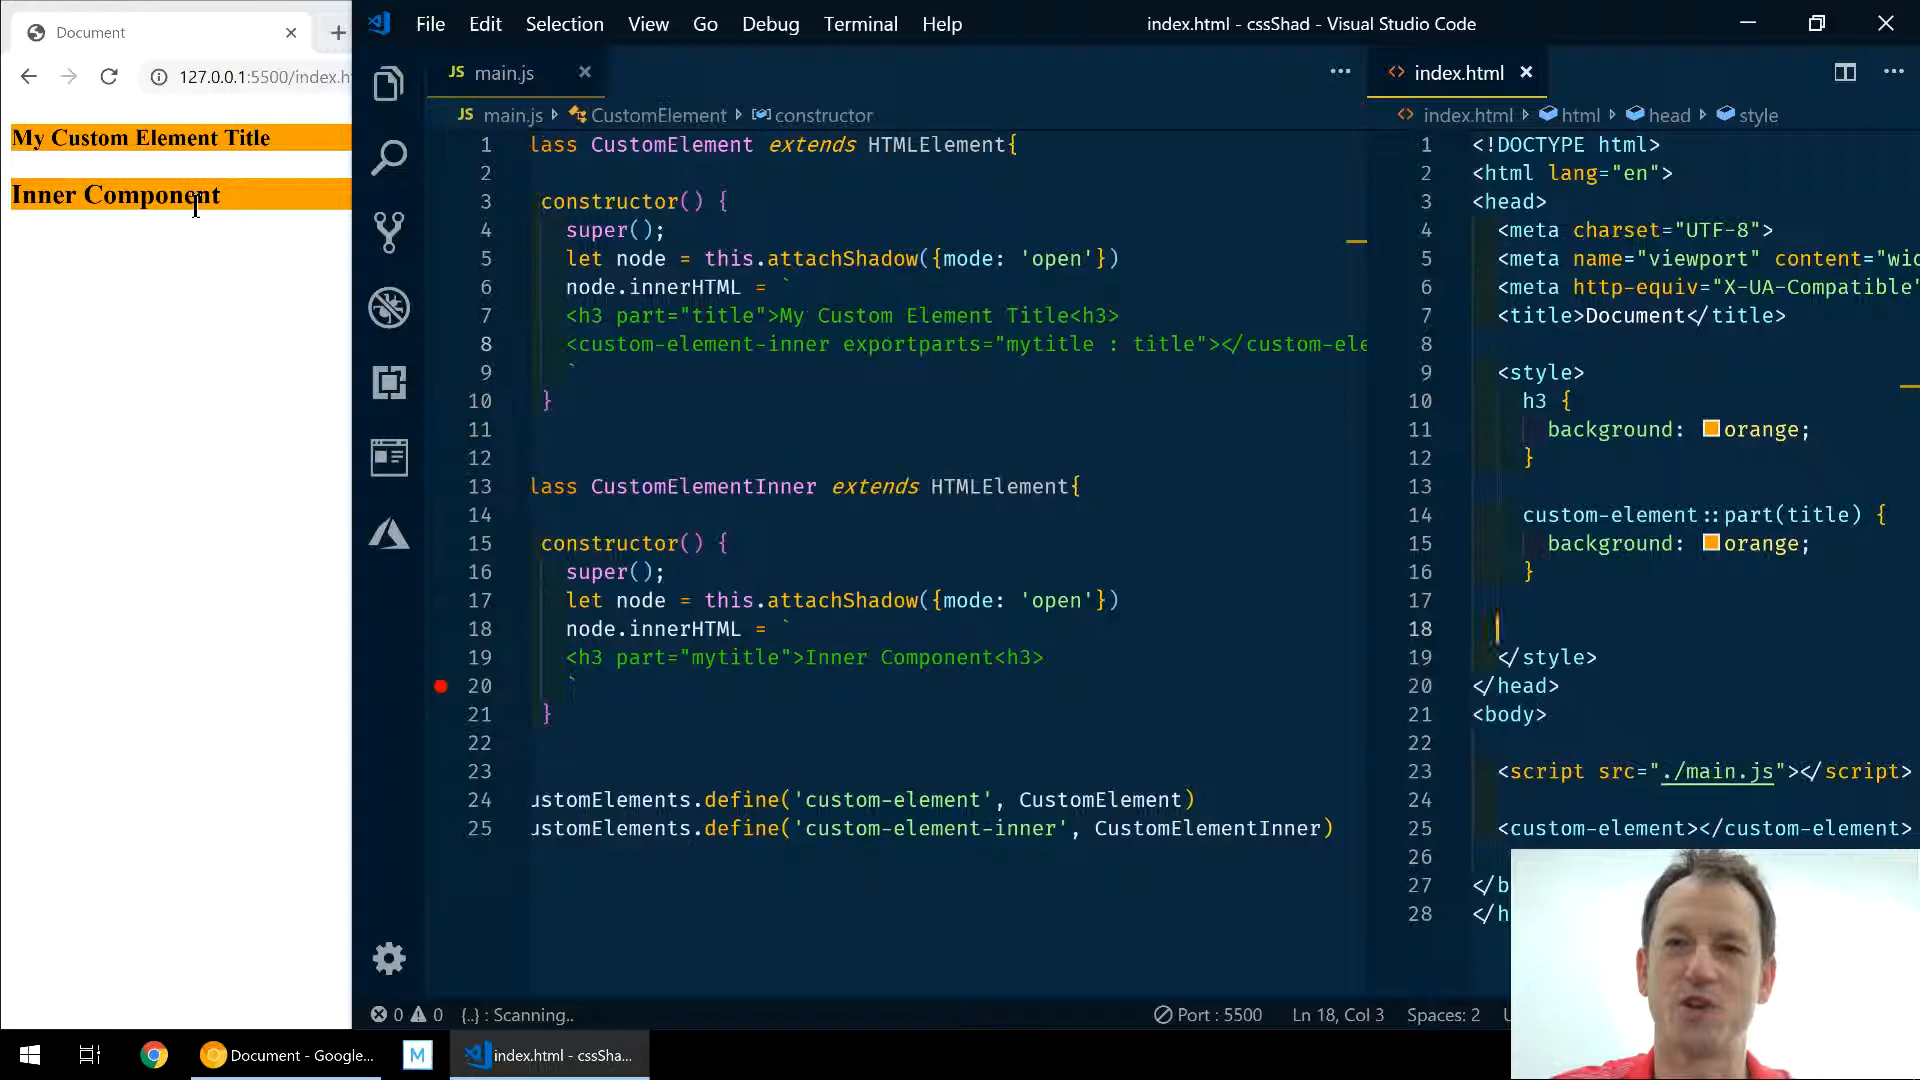 Document
127.0.0.1:5500/index.h
My Custom Element Title
Inner Component
File Edit Selection View Go Debug Terminal Help
index.html - cssShad - Visual Studio Code
JS main.js
JS main.js > CustomElement > constructor
1 lass CustomElement extends HTMLElement{
2
3 constructor() {
4 super();
5 let node = this.attachShadow({mode: 'open'})
6 node.innerHTML = `
7 <h3 part="title">My Custom Element Title<h3>
8 <custom-element-inner exportparts="mytitle : title"></custom-ele
9 `
10 }
11
12
13 lass CustomElementInner extends HTMLElement{
14
15 constructor() {
16 super();
17 let node = this.attachShadow({mode: 'open'})
18 node.innerHTML = `
19 <h3 part="mytitle">Inner Component<h3>
20 `
21 }
22
23
24 ustomElements.define('custom-element', CustomElement)
25 ustomElements.define('custom-element-inner', CustomElementInner)
<> index.html
<> index.html > html > head > style
1 <!DOCTYPE html>
2 <html lang="en">
3 <head>
4 <meta charset="UTF-8">
5 <meta name="viewport" content="wid
6 <meta http-equiv="X-UA-Compatible"
7 <title>Document</title>
8
9 <style>
10 h3 {
11 background: orange;
12 }
13
14 custom-element::part(title) {
15 background: orange;
16 }
17
18
19 </style>
20 </head>
21 <body>
22
23 <script src="./main.js"></script>
24
25 <custom-element></custom-element>
26
27 </b
28 </h
0 0 {..} : Scanning..
Port : 5500 Ln 18, Col 3 Spaces: 2
Document - Google...
M
index.html - cssSha...